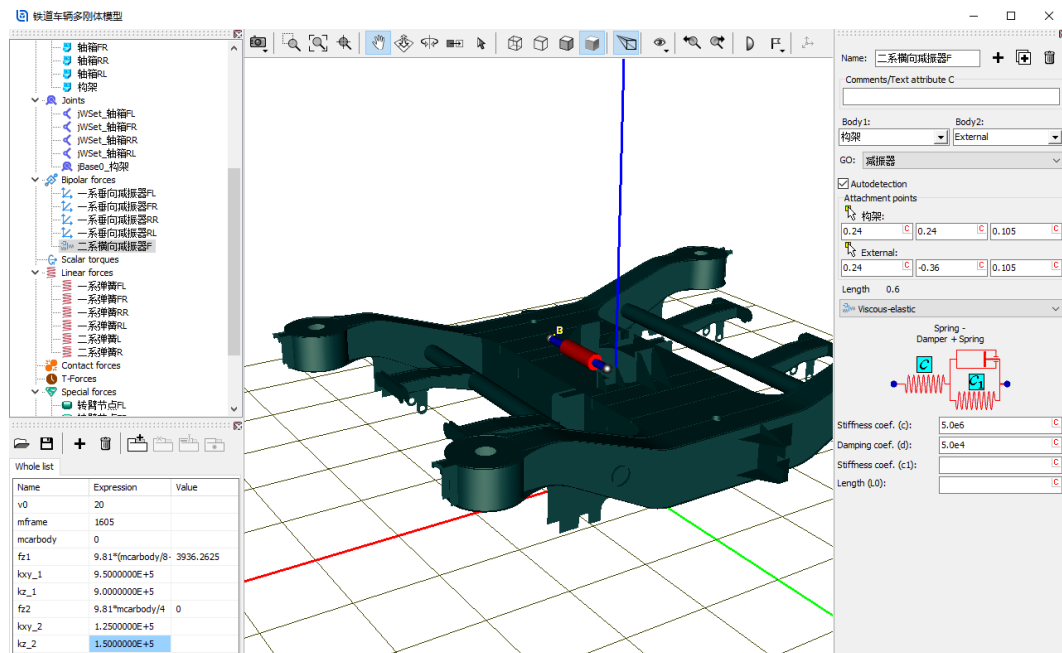 铁道车辆多刚体模型
轴箱FR
轴箱RR
轴箱RL
构架
Joints
jWSet_轴箱FL
jWSet_轴箱FR
jWSet_轴箱RR
jWSet_轴箱RL
jBase0_构架
Bipolar forces
一系垂向减振器FL
一系垂向减振器FR
一系垂向减振器RR
一系垂向减振器RL
二系横向减振器F
Scalar torques
Linear forces
一系弹簧FL
一系弹簧FR
一系弹簧RR
一系弹簧RL
二系弹簧L
二系弹簧R
Contact forces
T-Forces
Special forces
转臂节点FL
Whole list
Name Expression Value
v0 20
mframe 1605
mcarbody 0
fz1 9.81*(mcarbody/8- 3936.2625
kxy_1 9.5000000E+5
kz_1 9.0000000E+5
fz2 9.81*mcarbody/4 0
kxy_2 1.2500000E+5
kz_2 1.5000000E+5
B
Name: 二系横向减振器F
Comments/Text attribute C
Body1: Body2:
构架 External
GO: 减振器
Autodetection
Attachment points
构架:
0.24 C 0.24 C 0.105 C
External:
0.24 C -0.36 C 0.105 C
Length 0.6
Viscous-elastic
Spring -
Damper + Spring
C
C1
Stiffness coef. (c): 5.0e6 C
Damping coef. (d): 5.0e4 C
Stiffness coef. (c1): C
Length (L0): C